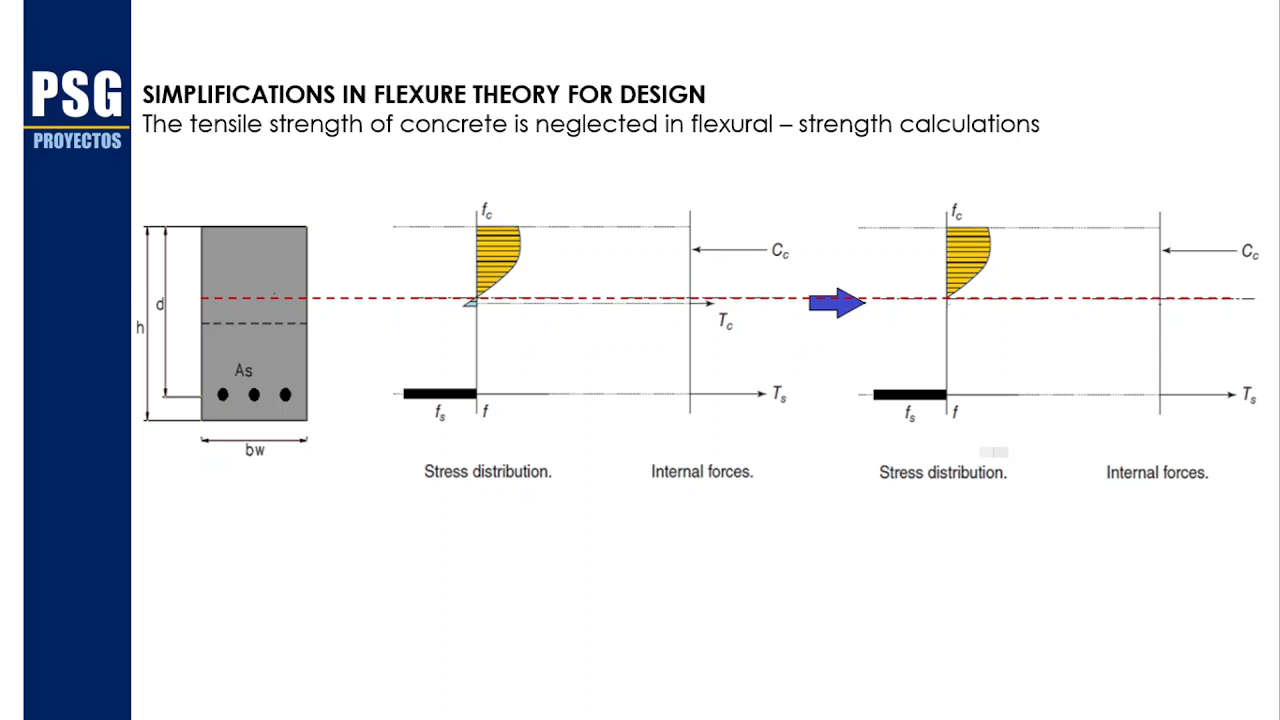 PSG
PROYECTOS
SIMPLIFICATIONS IN FLEXURE THEORY FOR DESIGN
The tensile strength of concrete is neglected in flexural – strength calculations
h
d
As
bw
fc
Cc
Tc
Ts
fs
f
Stress distribution.
Internal forces.
fc
Cc
Ts
fs
f
Stress distribution.
Internal forces.